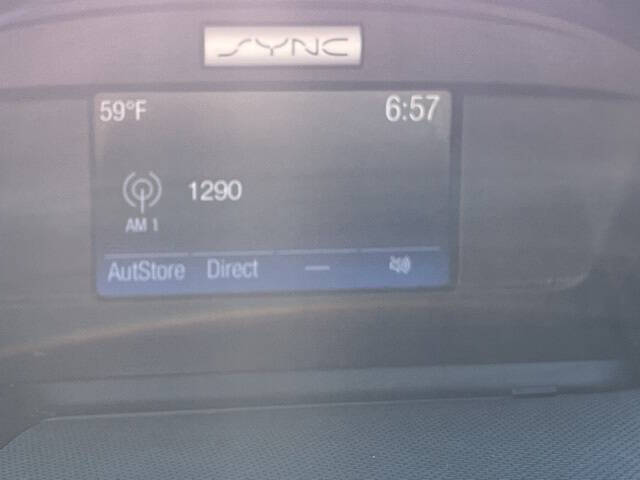 SYNC
59°F 6:57
1290
AM 1
AutStore Direct —